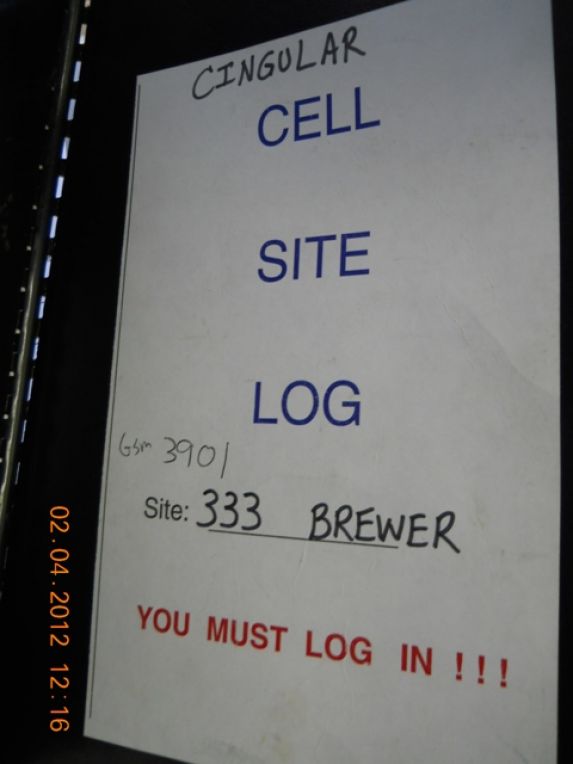 CINGULAR
CELL
SITE
LOG
Gsm 3901
Site: 333 BREWER
YOU MUST LOG IN !!!
02.04.2012 12:16